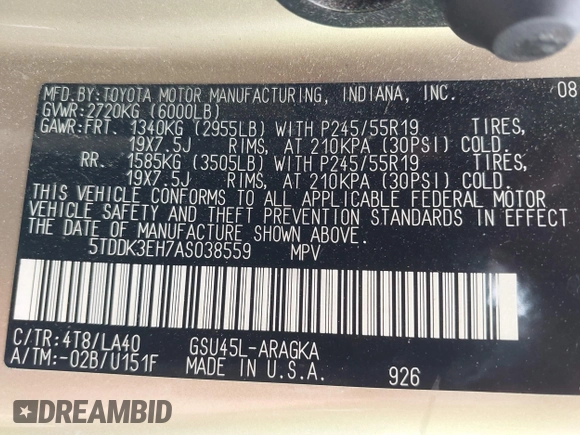 MFD.BY:TOYOTA MOTOR MANUFACTURING, INDIANA, INC. 08
GVWR:2720KG (6000LB)
GAWR:FRT. 1340KG (2955LB) WITH P245/55R19 TIRES,
19X7.5J RIMS, AT 210KPA (30PSI) COLD.
RR. 1585KG (3505LB) WITH P245/55R19 TIRES,
19X7.5J RIMS, AT 210KPA (30PSI) COLD.
THIS VEHICLE CONFORMS TO ALL APPLICABLE FEDERAL MOTOR
VEHICLE SAFETY AND THEFT PREVENTION STANDARDS IN EFFECT
THE DATE OF MANUFACTURE SHOWN ABOVE.
5TDDK3EH7AS038559 MPV
C/TR:4T8/LA40 GSU45L-ARAGKA
A/TM:-02B/U151F MADE IN U.S.A. 926
DREAMBID